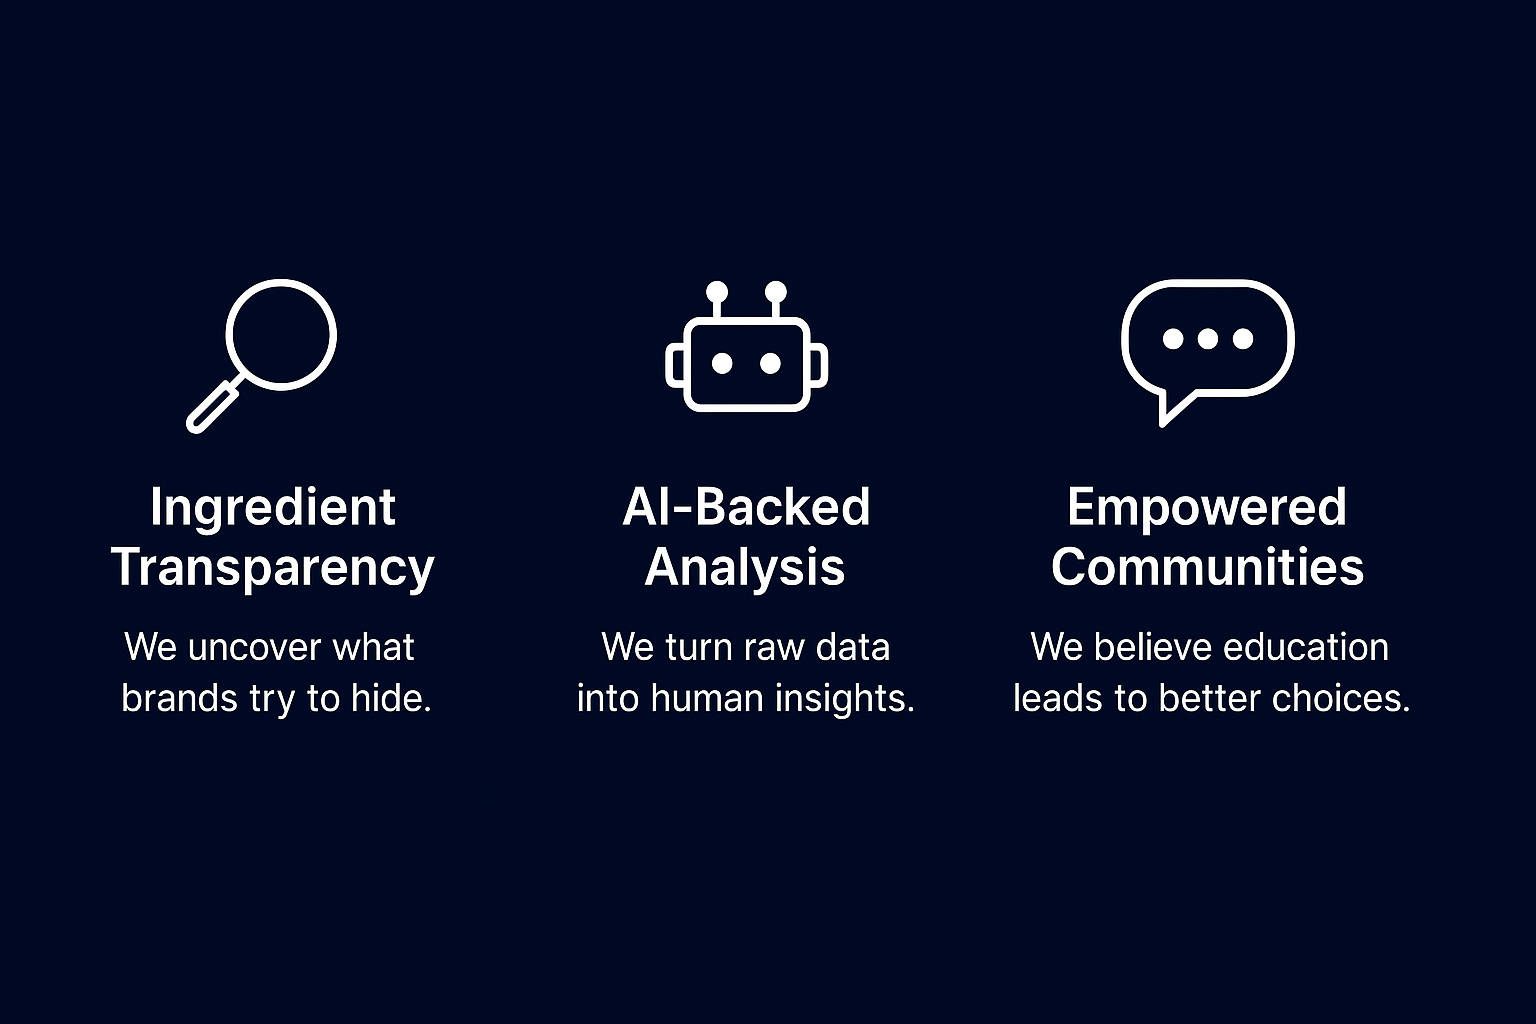 Ingredient
Transparency
We uncover what
brands try to hide.
AI-Backed
Analysis
We turn raw data
into human insights.
Empowered
Communities
We believe education
leads to better choices.